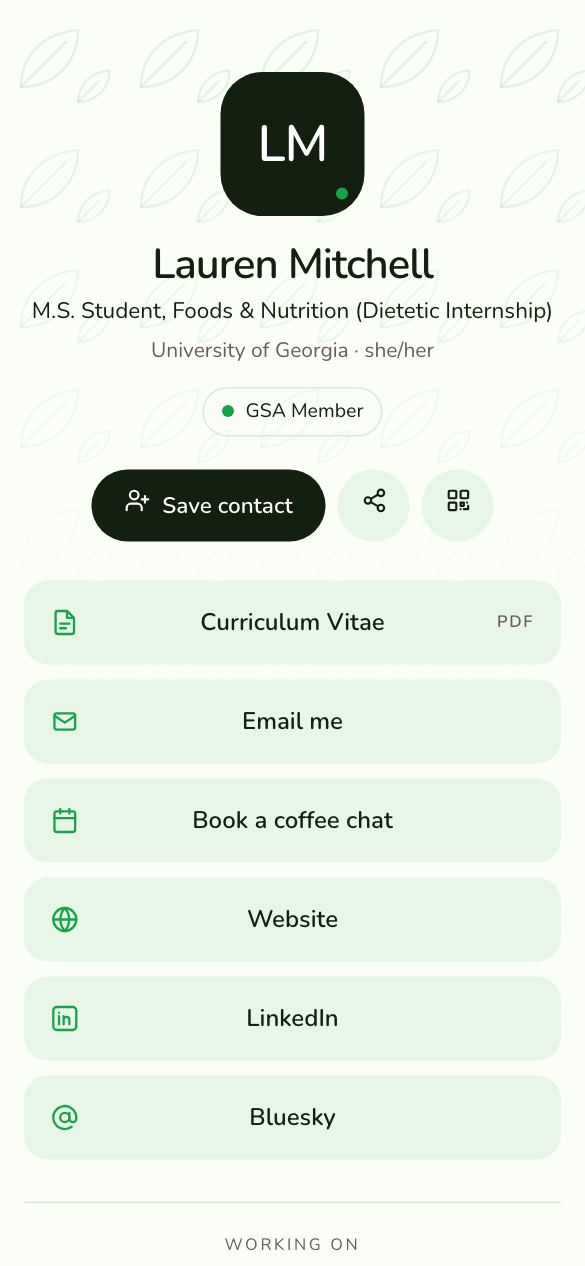 LM
Lauren Mitchell
M.S. Student, Foods & Nutrition (Dietetic Internship)
University of Georgia · she/her
GSA Member
Save contact
Curriculum Vitae PDF
Email me
Book a coffee chat
Website
LinkedIn
Bluesky
WORKING ON